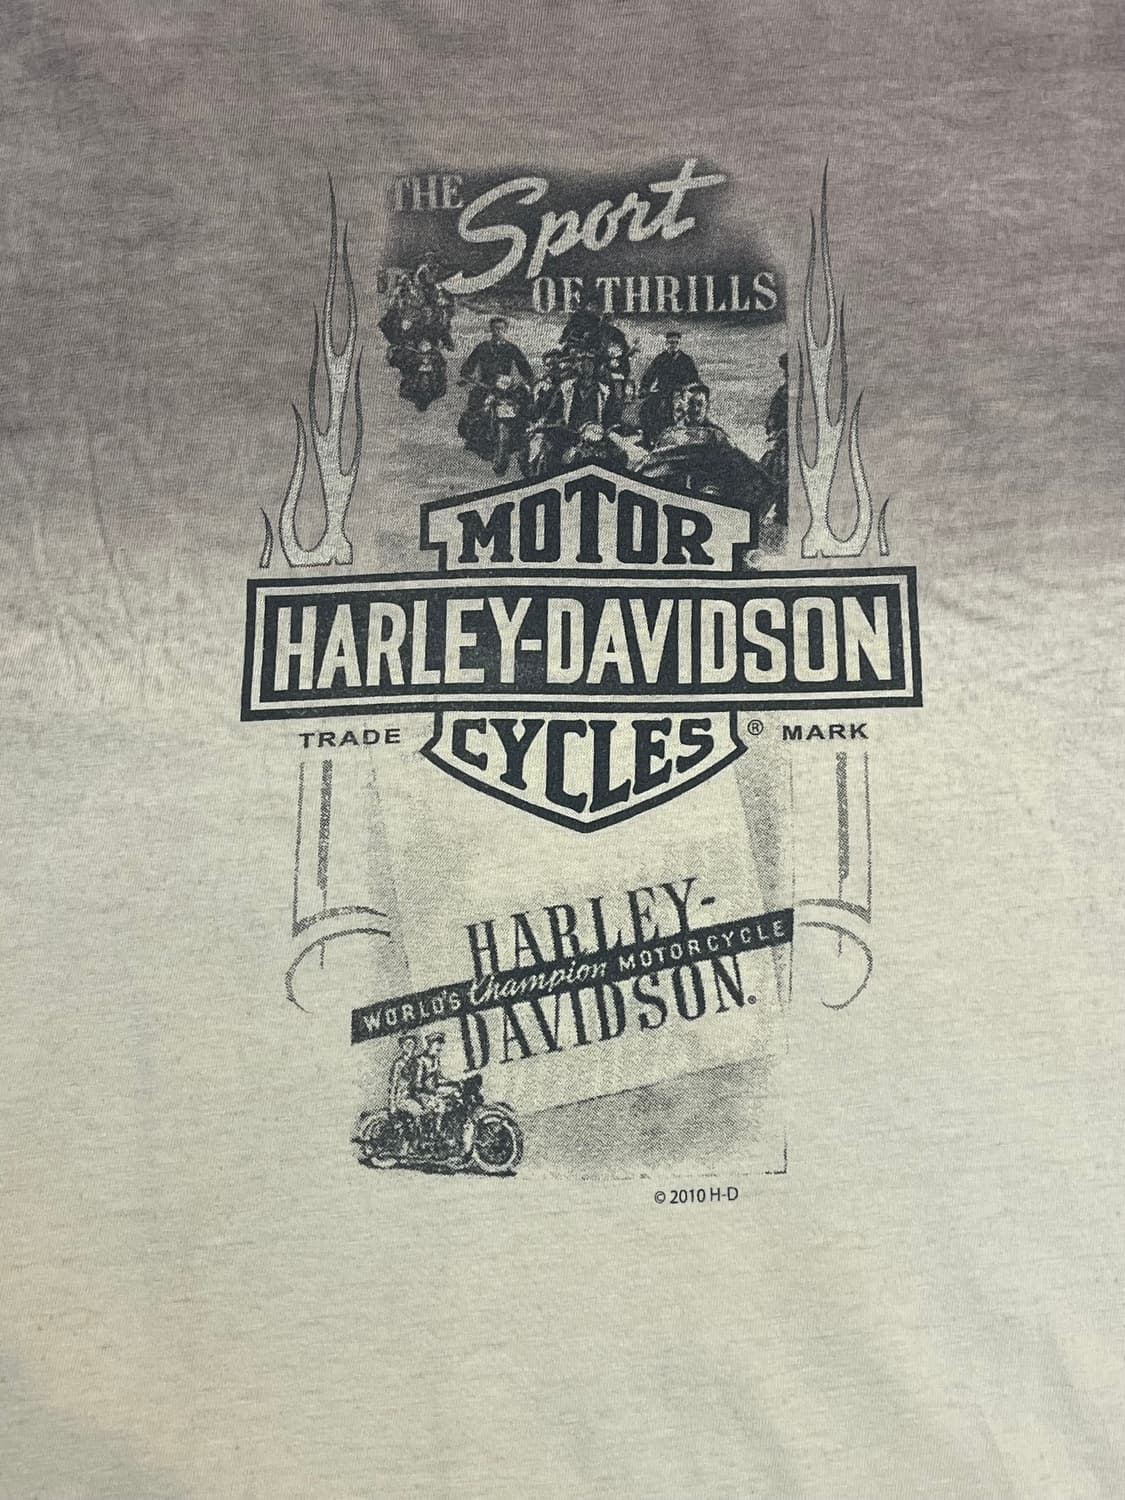 THE Sport
OF THRILLS
MOTOR
HARLEY-DAVIDSON
TRADE CYCLES ® MARK
HARLEY-
WORLD'S Champion MOTORCYCLE
DAVIDSON.
© 2010 H-D